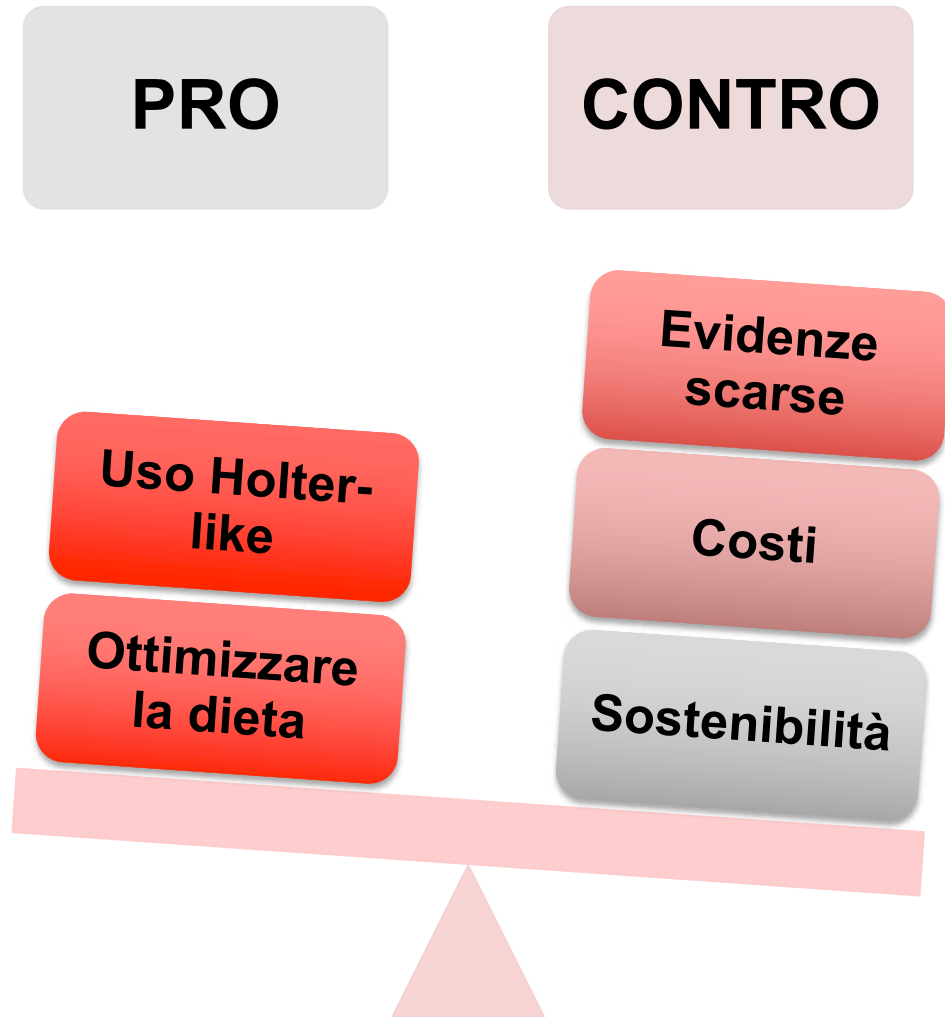 PRO
CONTRO
Uso Holter-
like
Ottimizzare
la dieta
Evidenze
scarse
Costi
Sostenibilità